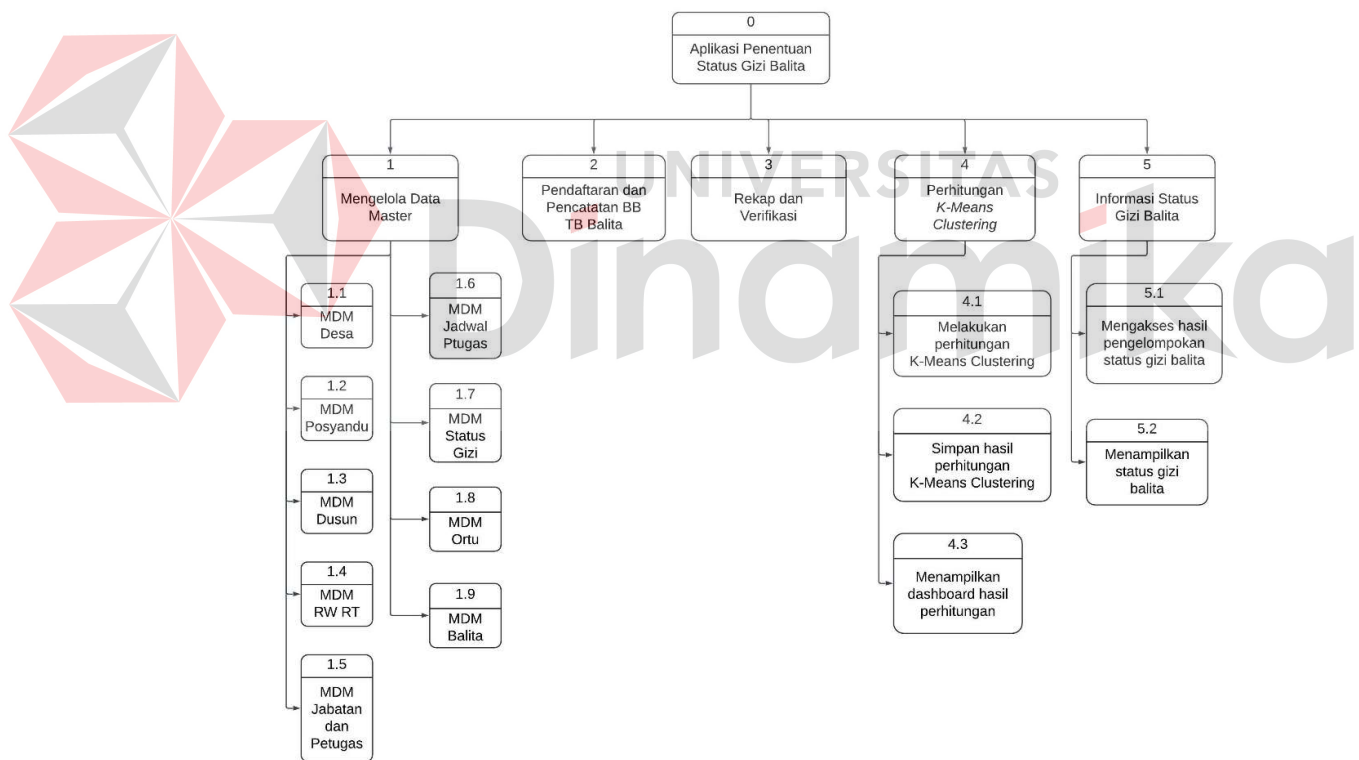 0
Aplikasi Penentuan
Status Gizi Balita
UNIVERSITAS
Dinamika
1
Mengelola Data
Master
2
Pendaftaran dan
Pencatatan BB
TB Balita
3
Rekap dan
Verifikasi
4
Perhitungan
K-Means
Clustering
5
Informasi Status
Gizi Balita
1.1
MDM
Desa
1.2
MDM
Posyandu
1.3
MDM
Dusun
1.4
MDM
RW RT
1.5
MDM
Jabatan
dan
Petugas
1.6
MDM
Jadwal
Ptugas
1.7
MDM
Status
Gizi
1.8
MDM
Ortu
1.9
MDM
Balita
4.1
Melakukan
perhitungan
K-Means Clustering
4.2
Simpan hasil
perhitungan
K-Means Clustering
4.3
Menampilkan
dashboard hasil
perhitungan
5.1
Mengakses hasil
pengelompokan
status gizi balita
5.2
Menampilkan
status gizi
balita